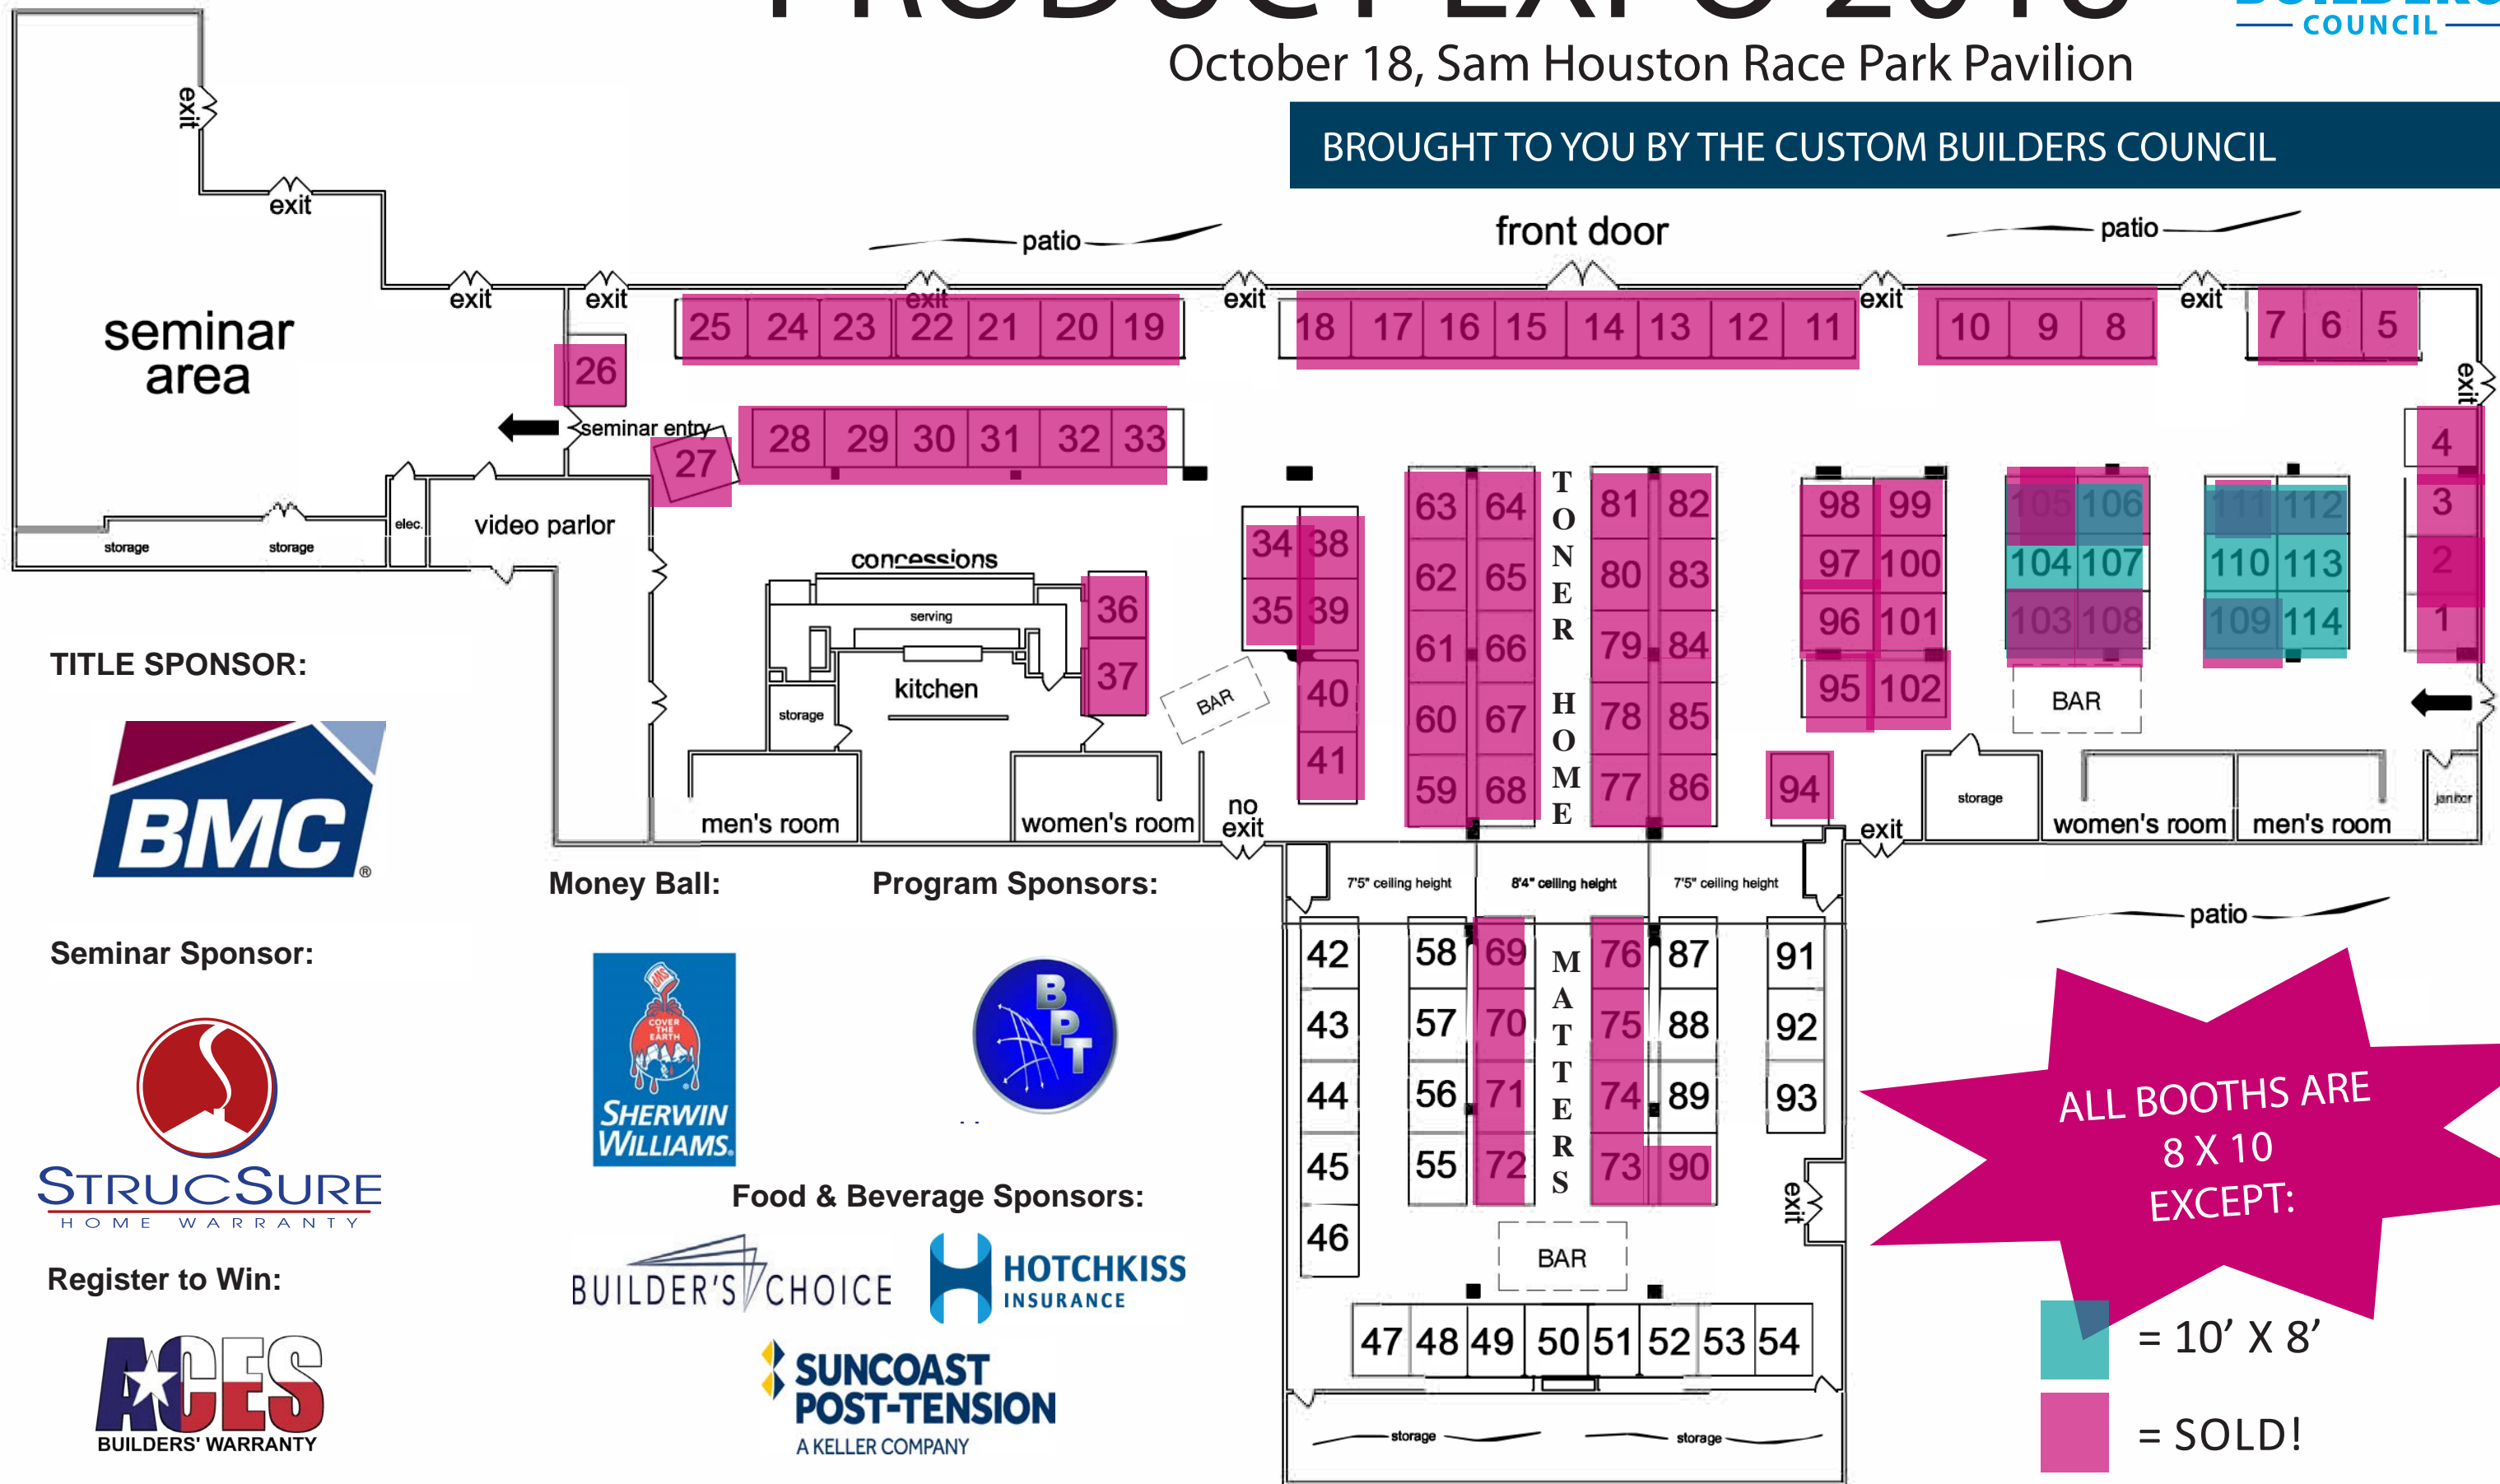 PRODUCT EXPO 2018
BUILDERS
COUNCIL
October 18, Sam Houston Race Park Pavilion
BROUGHT TO YOU BY THE CUSTOM BUILDERS COUNCIL
exit
exit
patio
front door
patio
exit
exit
exit
exit
exit
exit
seminar
area
25 24 23 22 21 20 19
18 17 16 15 14 13 12 11
10 9 8
7 6 5
26
exit
seminar entry
27
28 29 30 31 32 33
4
3
2
1
elec.
video parlor
storage
storage
concessions
serving
kitchen
storage
36
37
BAR
34 38
35 39
40
41
63 64
62 65
61 66
60 67
59 68
TONER HOME MATTERS
81 82
80 83
79 84
78 85
77 86
98 99
97 100
96 101
95 102
94
105 106
104 107
103 108
111 112
110 113
109 114
BAR
men's room
women's room
no
exit
exit
storage
women's room
men's room
janitor
7'5" ceiling height
8'4" ceiling height
7'5" ceiling height
patio
42
43
44
45
46
58 69
57 70
56 71
55 72
76 87
75 88
74 89
73 90
91
92
93
exit
BAR
47 48 49 50 51 52 53 54
storage
storage
TITLE SPONSOR:
BMC®
Seminar Sponsor:
STRUCSURE
HOME WARRANTY
Register to Win:
ACES
BUILDERS' WARRANTY
Money Ball:
SWP
COVER
THE
EARTH
SHERWIN
WILLIAMS.
Program Sponsors:
BPT
Food & Beverage Sponsors:
BUILDER'S CHOICE
HOTCHKISS
INSURANCE
SUNCOAST
POST-TENSION
A KELLER COMPANY
ALL BOOTHS ARE
8 X 10
EXCEPT:
= 10’ X 8’
= SOLD!